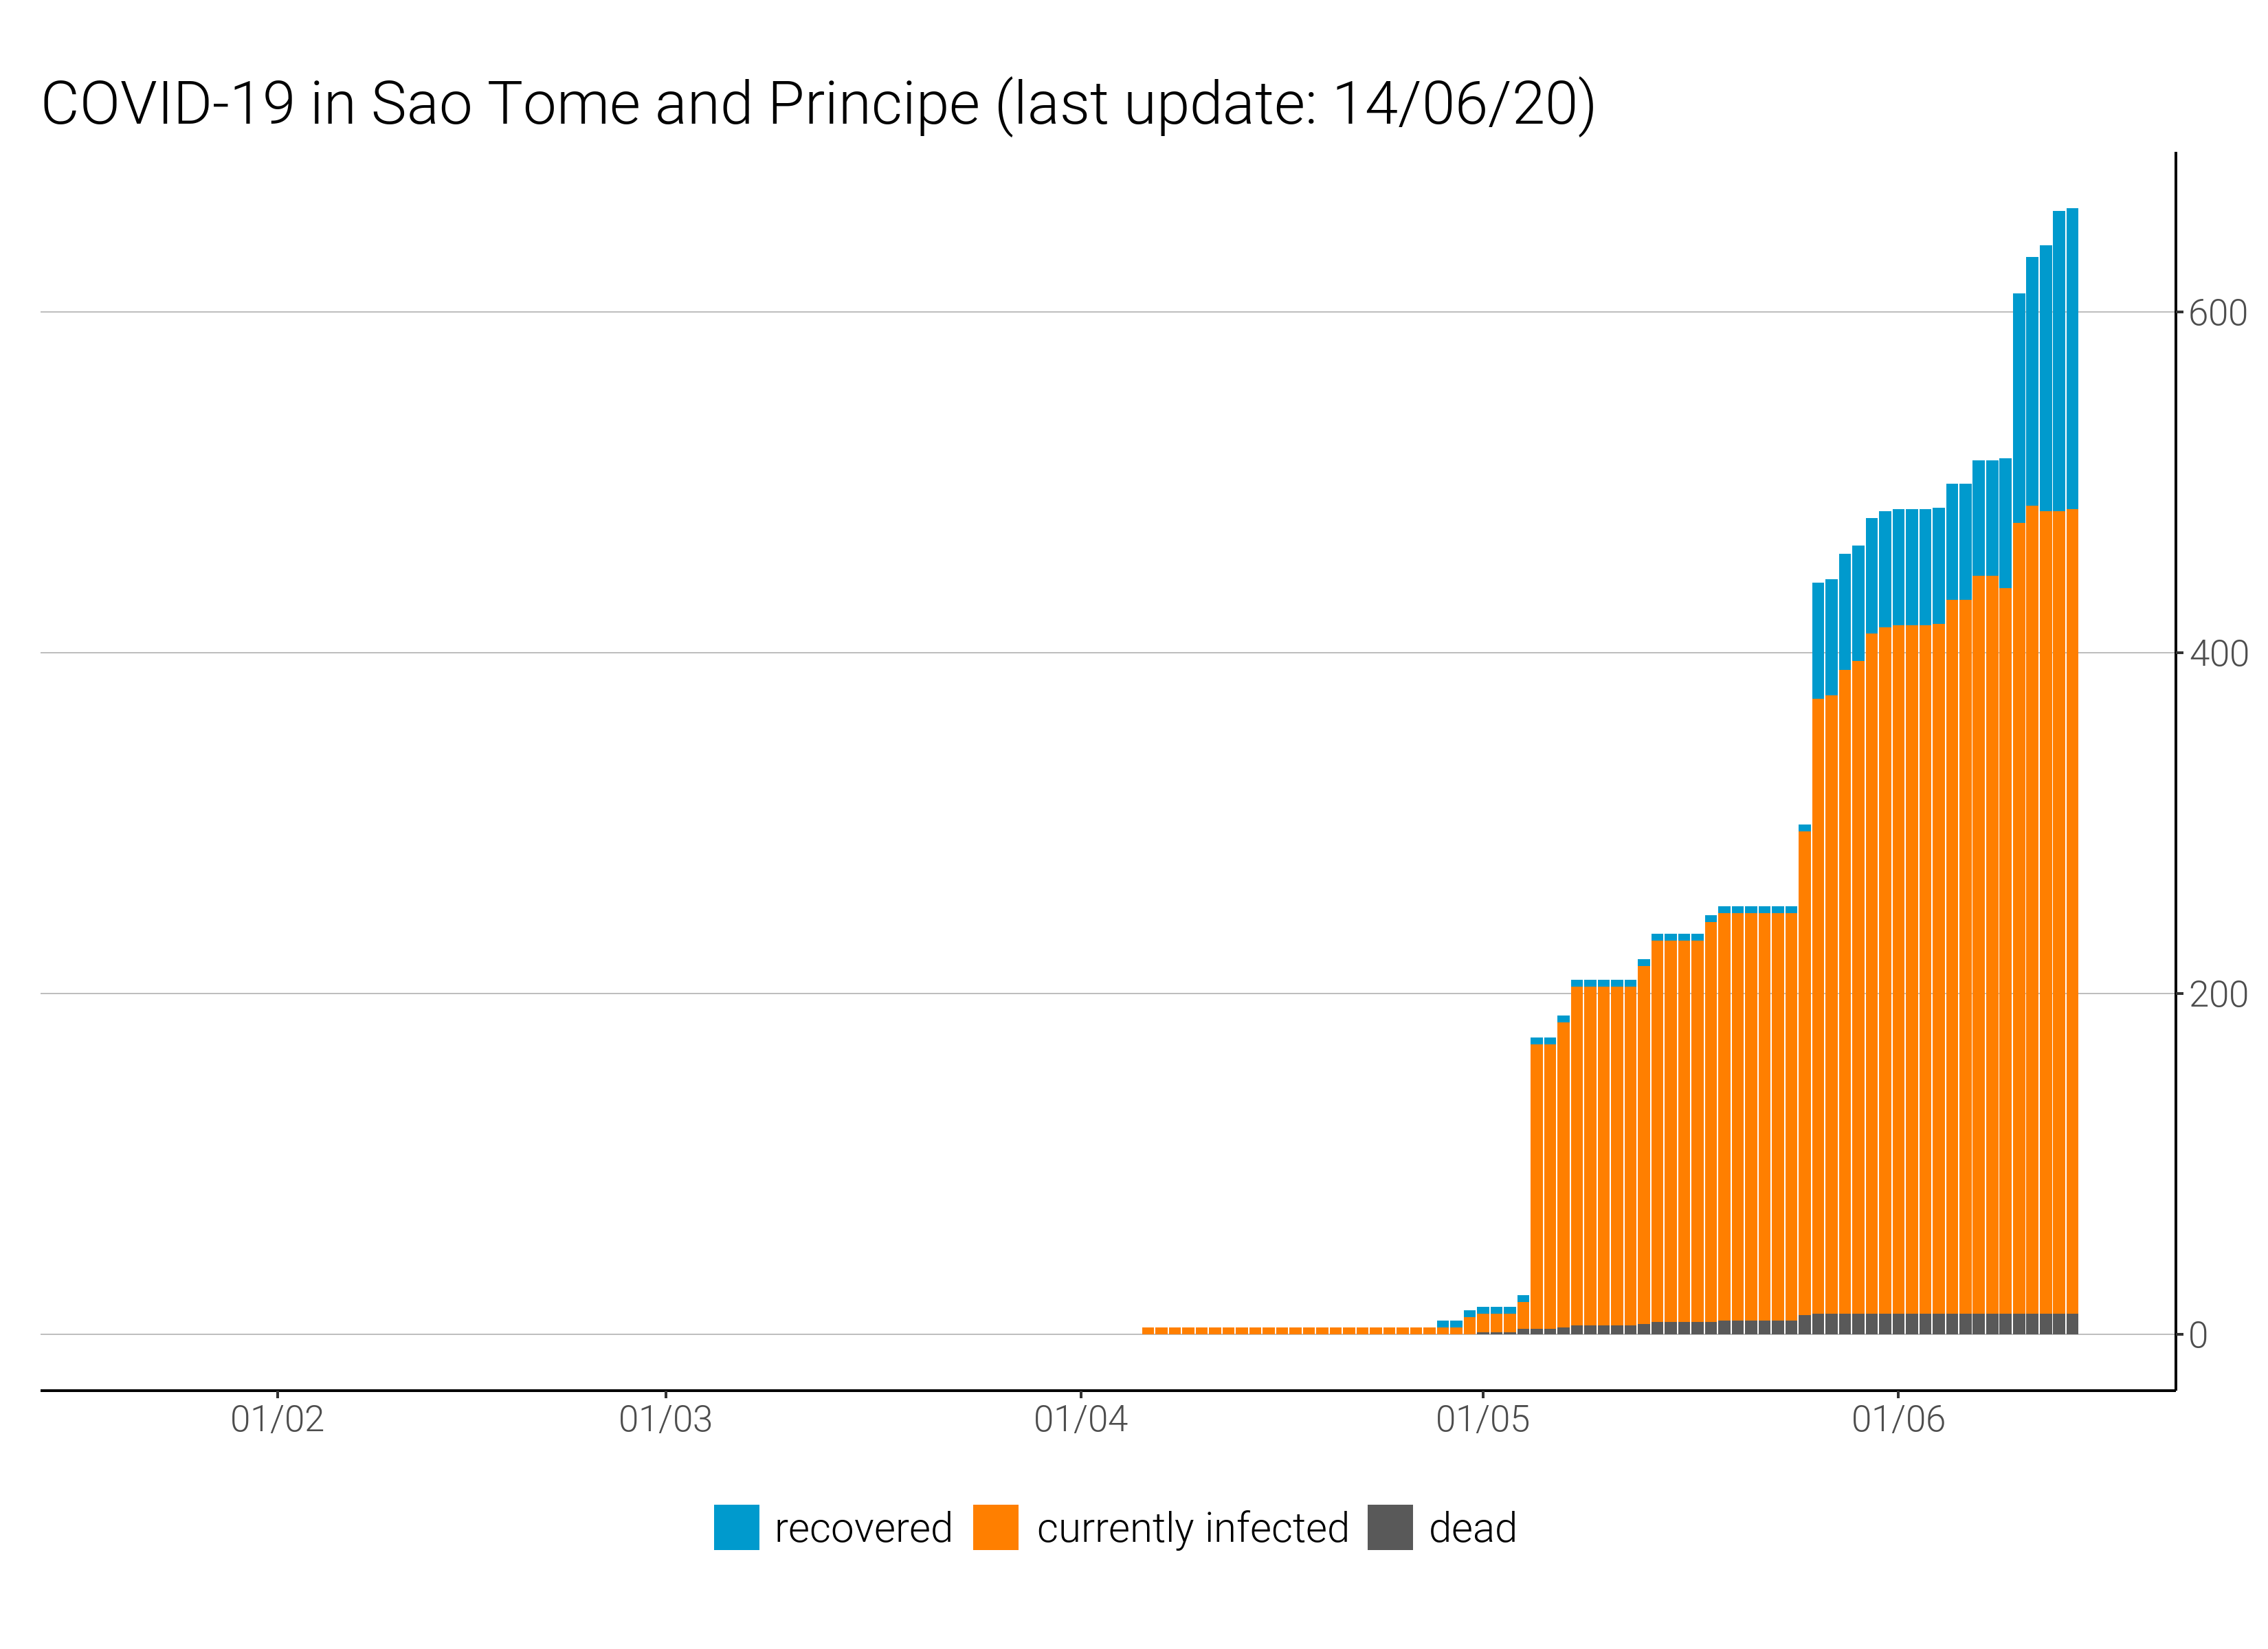 COVID-19 in Sao Tome and Principe (last update: 14/06/20)
600
400
200
0
01/02 01/03 01/04 01/05 01/06
recovered currently infected dead